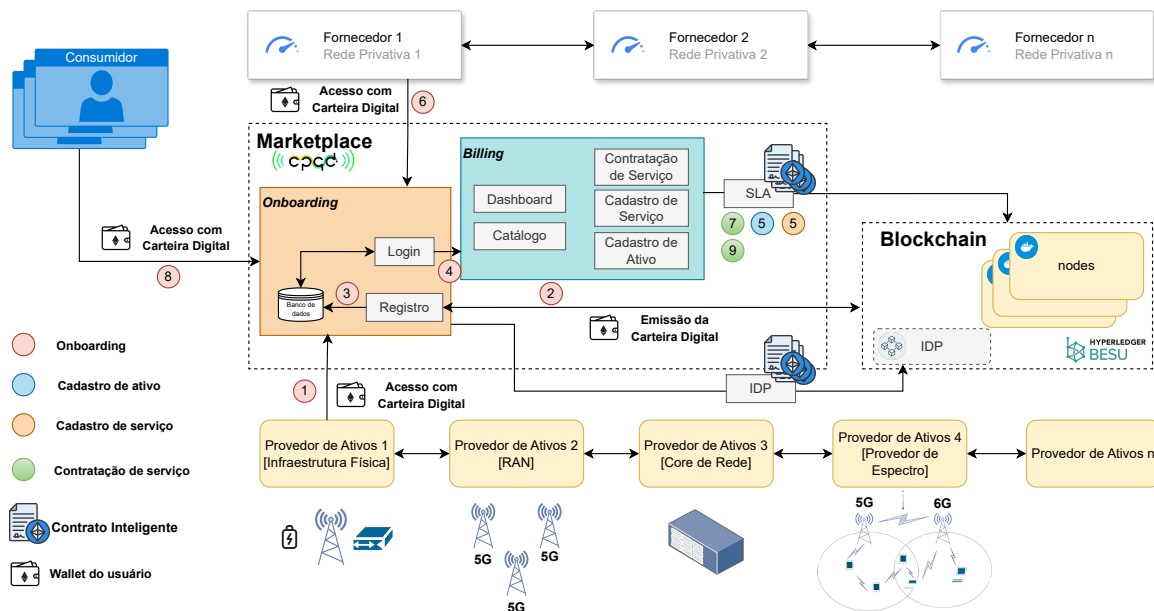 Fornecedor 1
Rede Privativa 1
Fornecedor 2
Rede Privativa 2
Fornecedor n
Rede Privativa n
Consumidor
Acesso com
Carteira Digital
6
Marketplace
cpqd
Billing
Contratação
de Serviço
Dashboard
Cadastro de
Serviço
Catálogo
Cadastro de
Ativo
SLA
7
5
5
9
Onboarding
Login
4
Banco de
dados
3
Registro
2
Emissão da
Carteira Digital
Acesso com
Carteira Digital
8
Blockchain
nodes
IDP
HYPERLEDGER
BESU
IDP
1
Acesso com
Carteira Digital
Onboarding
Cadastro de ativo
Cadastro de serviço
Contratação de serviço
Contrato Inteligente
Wallet do usuário
Provedor de Ativos 1
[Infraestrutura Física]
Provedor de Ativos 2
[RAN]
Provedor de Ativos 3
[Core de Rede]
Provedor de Ativos 4
[Provedor de
Espectro]
Provedor de Ativos n
5G
5G
5G
5G
6G